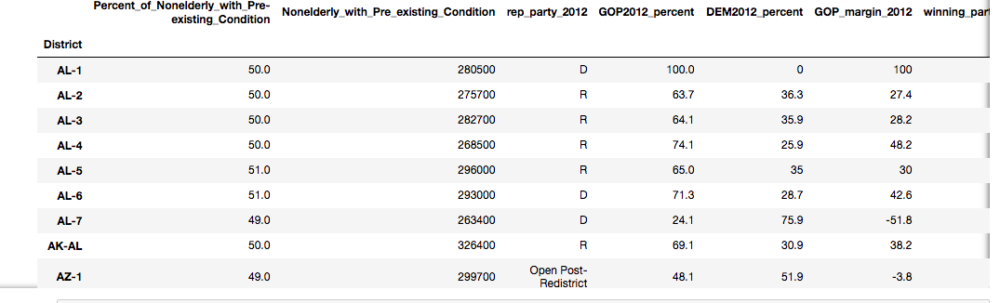 Percent_of_Nonelderly_with_Pre-
existing_Condition Nonelderly_with_Pre_existing_Condition rep_party_2012 GOP2012_percent DEM2012_percent GOP_margin_2012 winning_par
District
AL-1 50.0 280500 D 100.0 0 100
AL-2 50.0 275700 R 63.7 36.3 27.4
AL-3 50.0 282700 R 64.1 35.9 28.2
AL-4 50.0 268500 R 74.1 25.9 48.2
AL-5 51.0 296000 R 65.0 35 30
AL-6 51.0 293000 D 71.3 28.7 42.6
AL-7 49.0 263400 D 24.1 75.9 -51.8
AK-AL 50.0 326400 R 69.1 30.9 38.2
AZ-1 49.0 299700 Open Post-
Redistrict 48.1 51.9 -3.8